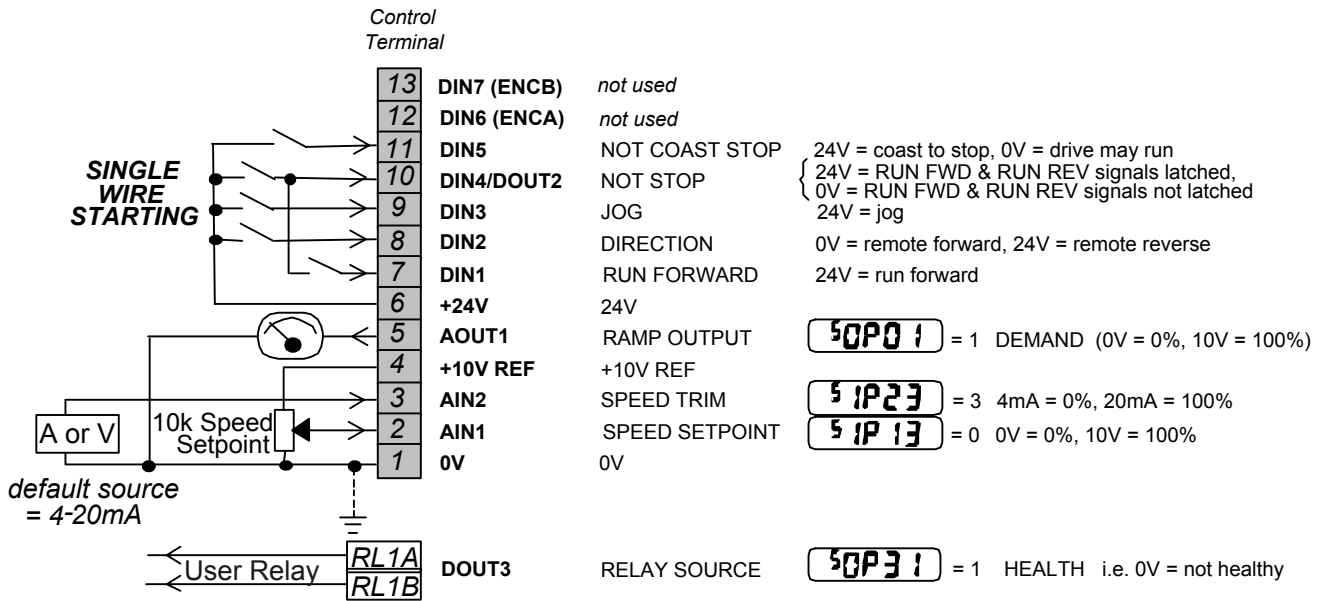 Control
Terminal
13 DIN7 (ENCB) not used
12 DIN6 (ENCA) not used
11 DIN5 NOT COAST STOP 24V = coast to stop, 0V = drive may run
10 DIN4/DOUT2 NOT STOP 24V = RUN FWD & RUN REV signals latched,
0V = RUN FWD & RUN REV signals not latched
SINGLE
WIRE
STARTING
9 DIN3 JOG 24V = jog
8 DIN2 DIRECTION 0V = remote forward, 24V = remote reverse
7 DIN1 RUN FORWARD 24V = run forward
6 +24V 24V
5 AOUT1 RAMP OUTPUT SOP01 = 1 DEMAND (0V = 0%, 10V = 100%)
4 +10V REF +10V REF
3 AIN2 SPEED TRIM SIP23 = 3 4mA = 0%, 20mA = 100%
A or V
10k Speed
Setpoint
2 AIN1 SPEED SETPOINT SIP13 = 0 0V = 0%, 10V = 100%
1 0V 0V
default source
= 4-20mA
User Relay
RL1A
RL1B
DOUT3 RELAY SOURCE SOP31 = 1 HEALTH i.e. 0V = not healthy